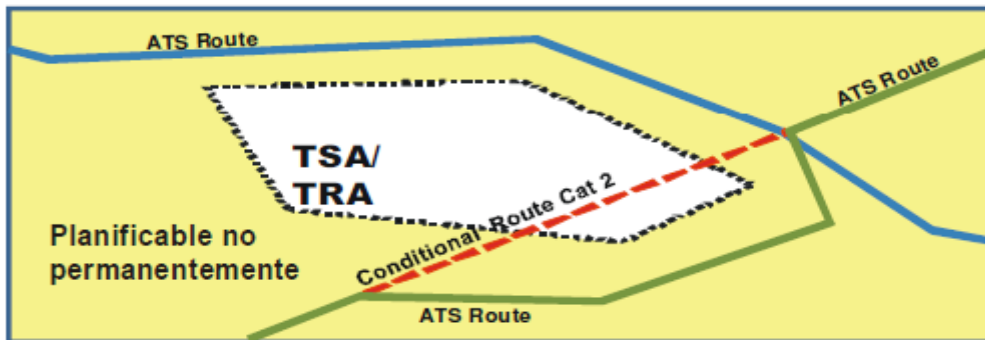 ATS Route
ATS Route
TSA/
TRA
Conditional Route Cat 2
Planificable no
permanentemente
ATS Route